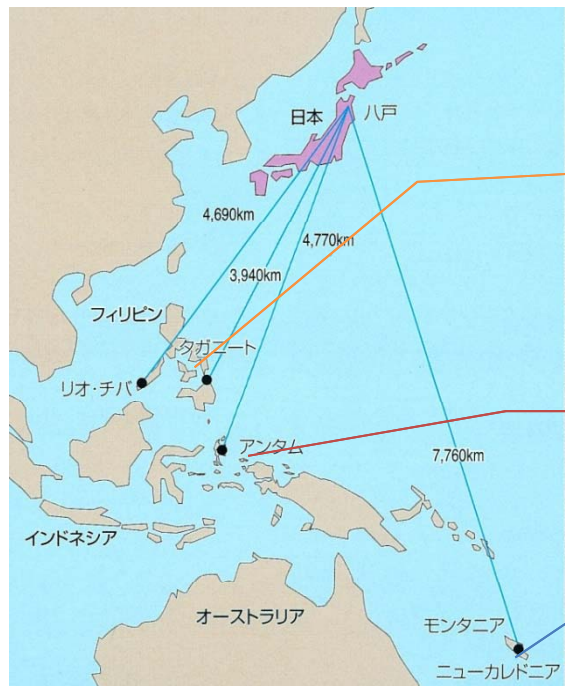 日本
八戸
4,690km
4,770km
3,940km
フィリピン
タガニート
リオ・チバ
アンタム
7,760km
インドネシア
オーストラリア
モンタニア
ニューカレドニア